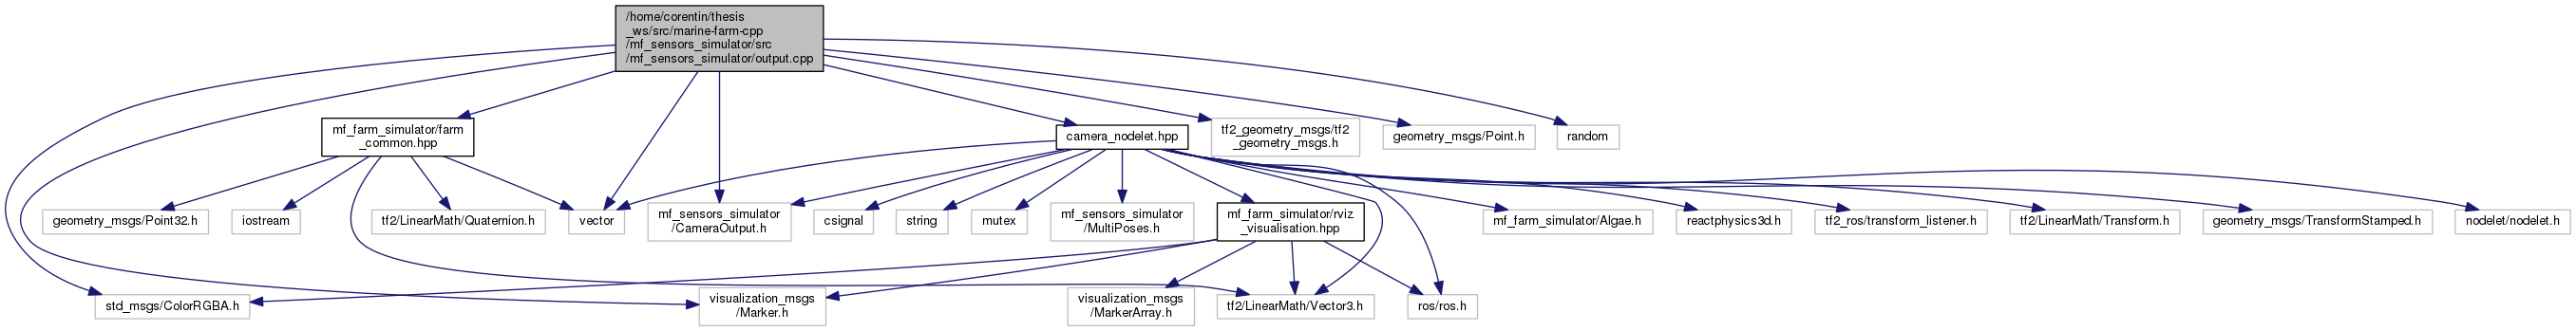 /home/corentin/thesis
_ws/src/marine-farm-cpp
/mf_sensors_simulator/src
/mf_sensors_simulator/output.cpp
mf_farm_simulator/farm
_common.hpp
camera_nodelet.hpp
tf2_geometry_msgs/tf2
_geometry_msgs.h
geometry_msgs/Point.h
random
geometry_msgs/Point32.h
iostream
tf2/LinearMath/Quaternion.h
vector
mf_sensors_simulator
/CameraOutput.h
csignal
string
mutex
mf_sensors_simulator
/MultiPoses.h
mf_farm_simulator/rviz
_visualisation.hpp
mf_farm_simulator/Algae.h
reactphysics3d.h
tf2_ros/transform_listener.h
tf2/LinearMath/Transform.h
geometry_msgs/TransformStamped.h
nodelet/nodelet.h
std_msgs/ColorRGBA.h
visualization_msgs
/Marker.h
visualization_msgs
/MarkerArray.h
tf2/LinearMath/Vector3.h
ros/ros.h